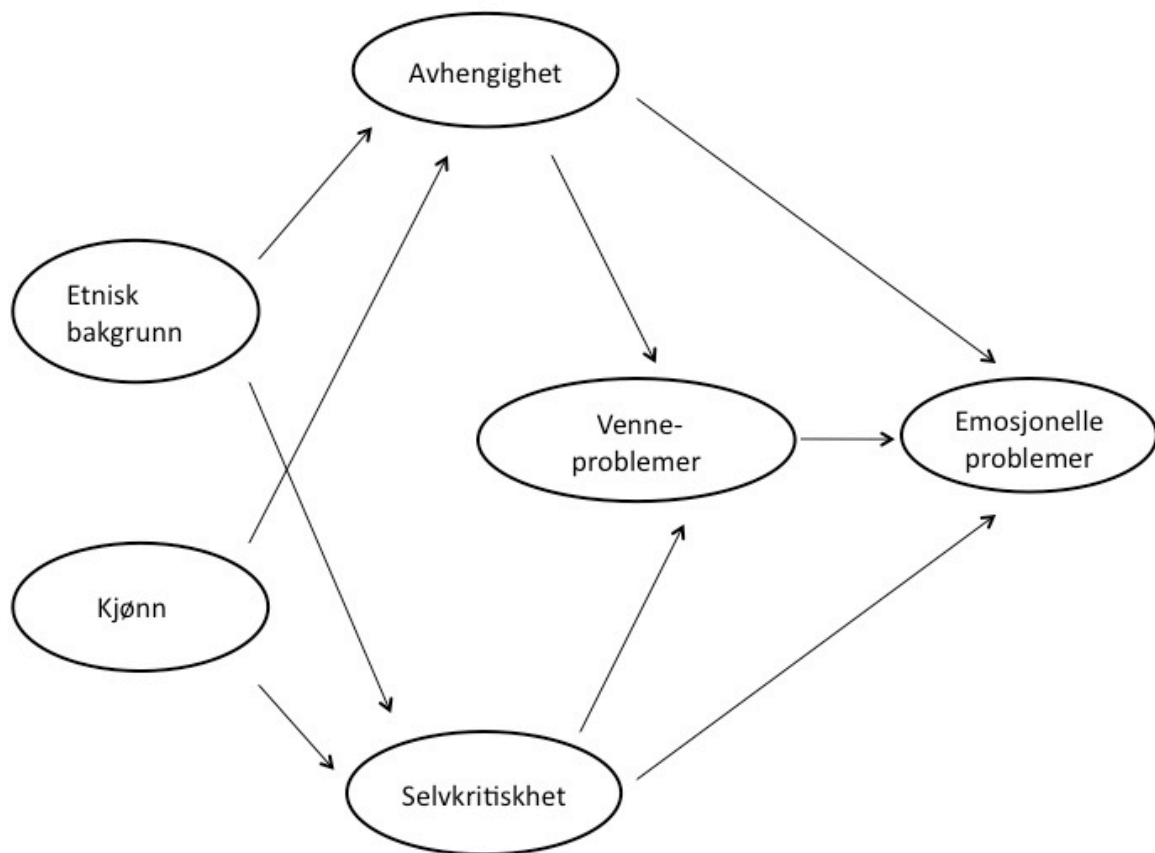 Avhengighet
Etnisk
bakgrunn
Venne-
problemer
Emosjonelle
problemer
Kjønn
Selvkritiskhet